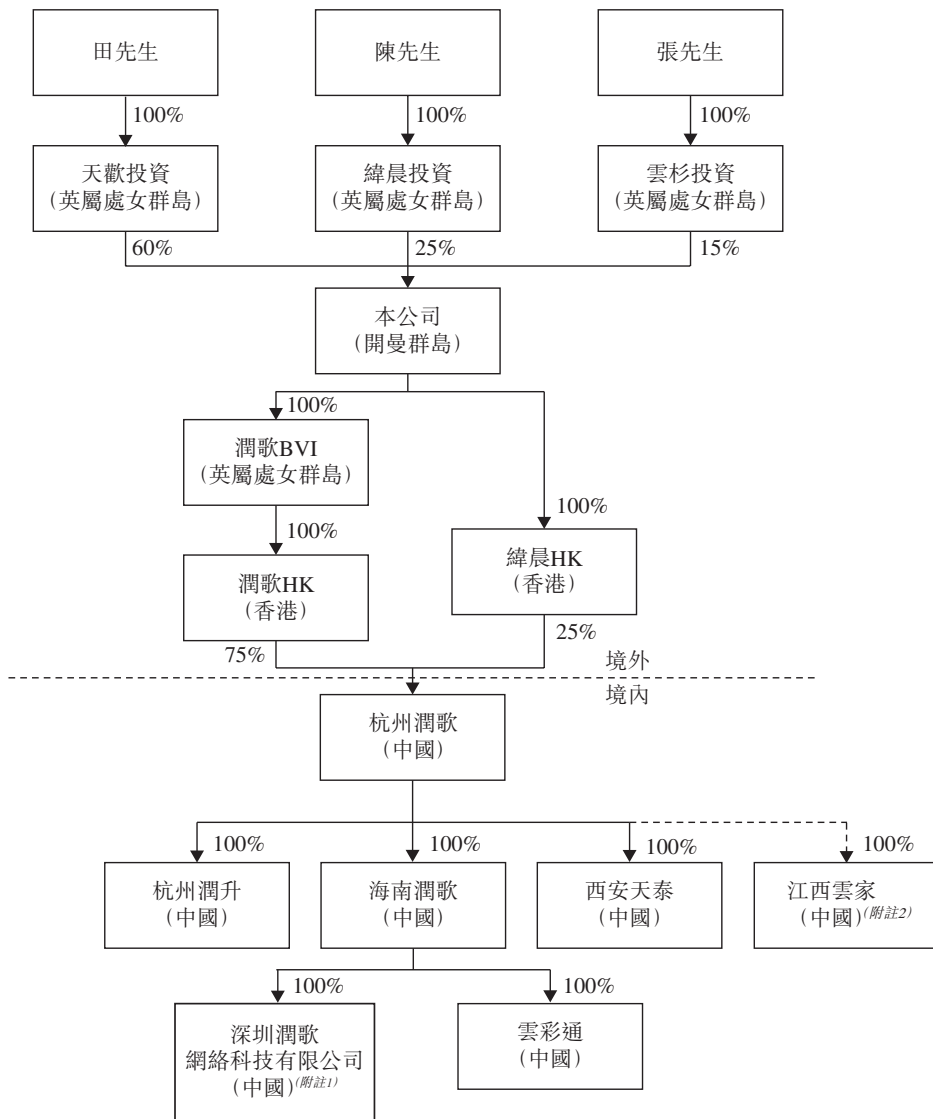 田先生
陳先生
張先生
100%
100%
100%
天歡投資
(英屬處女群島)
緯晨投資
(英屬處女群島)
雲杉投資
(英屬處女群島)
60%
25%
15%
本公司
(開曼群島)
100%
潤歌BVI
(英屬處女群島)
100%
100%
潤歌HK
(香港)
緯晨HK
(香港)
75%
25%
境外
境內
杭州潤歌
(中國)
100%
100%
100%
100%
杭州潤升
(中國)
海南潤歌
(中國)
西安天泰
(中國)
江西雲家
(中國)(附註2)
100%
100%
深圳潤歌
網絡科技有限公司
(中國)(附註1)
雲彩通
(中國)